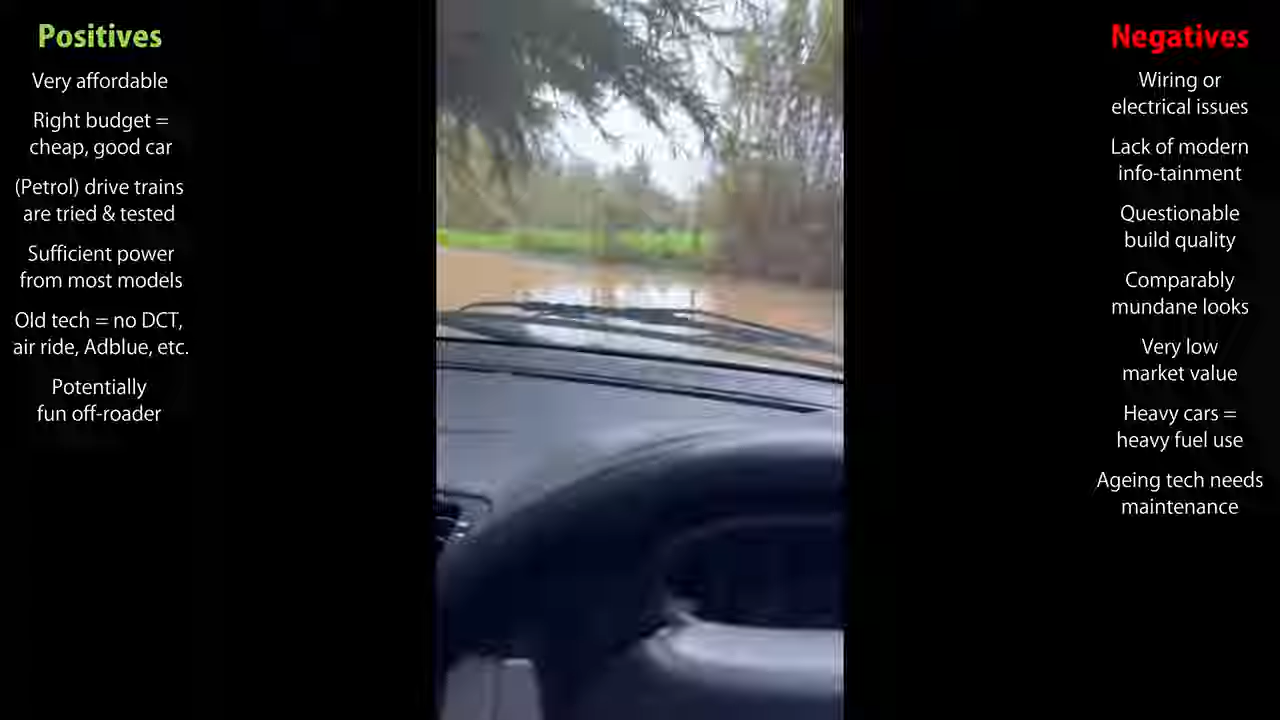 Positives
Very affordable
Right budget =
cheap, good car
(Petrol) drive trains
are tried & tested
Sufficient power
from most models
Old tech = no DCT,
air ride, Adblue, etc.
Potentially
fun off-roader
Negatives
Wiring or
electrical issues
Lack of modern
info-tainment
Questionable
build quality
Comparably
mundane looks
Very low
market value
Heavy cars =
heavy fuel use
Ageing tech needs
maintenance